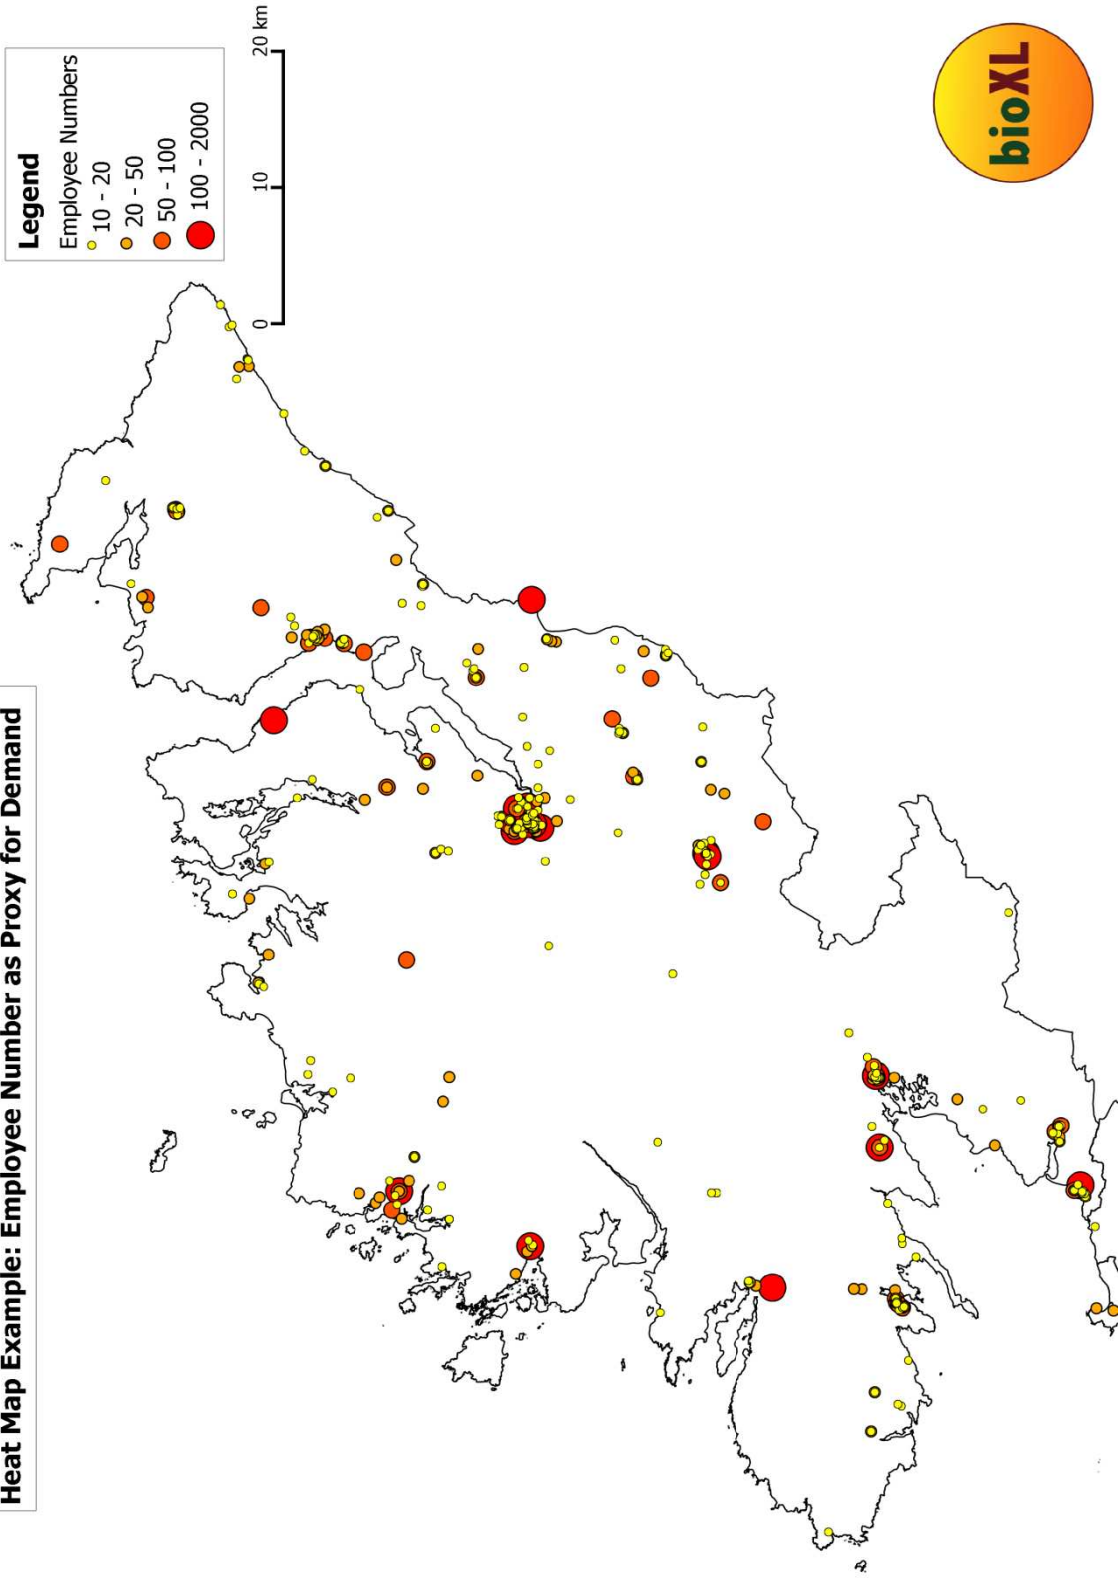 Heat Map Example: Employee Number as Proxy for Demand
Legend
Employee Numbers
10 - 20
20 - 50
50 - 100
100 - 2000
0 10 20 km
bioXL